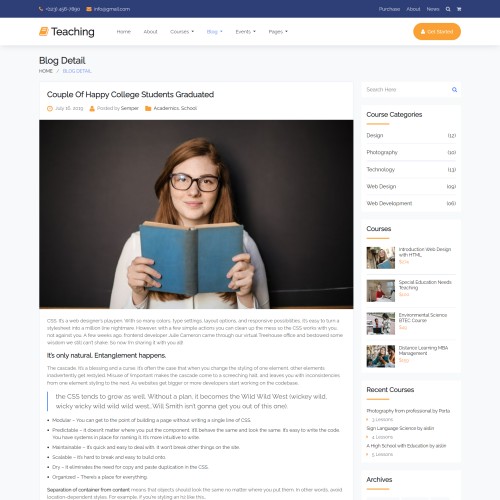 info@gmail.com
Purchase About News
Teaching
Home About Courses Blog Events Pages
Get Started
Blog Detail
HOME / BLOG DETAIL
Couple Of Happy College Students Graduated
July 16, 2019 Posted by Semper Academics, School
CSS. It's a web designer's playpen. With so many colors, type settings, layout options, and responsive possibilities, it's easy to turn a
stylesheet into a million line nightmare. However, with a few simple actions you can clean up the mess so the CSS works with you,
not against you. A few weeks ago, frontend developer Julie Cameron came through our virtual Treehouse office and bestowed some
wisdom we still can't shake. So now I'm sharing it with you all!
It's only natural. Entanglement happens.
The cascade. It's a blessing and a curse. It's often the case that when you change the styling of one element, other elements
inadvertently get restyled. Misuse of !important makes the cascade come to a screeching halt, and leaves you with inconsistencies
from one element styling to the next. As websites get bigger or more developers start working on the codebase,
the CSS tends to grow as well. Without a plan, it becomes the Wild Wild West (wickey wild,
wicky wicky wild wild wild west, Will Smith isn't gonna get you out of this one).
Modular – You can get to the point of building a page without writing a single line of CSS.
Predictable – It doesn't matter where you put the component. It'll behave the same and look the same. It's easy to write the code.
You have systems in place for naming it, it's more intuitive to write.
Maintainable – It's quick and easy to deal with. It won't break other things on the site.
Scalable – It's hard to break and easy to build onto.
Dry – It eliminates the need for copy and paste duplication in the CSS.
Organized – There's a place for everything.
Separation of container from content means that objects should look the same no matter where you put them. In other words, avoid
location-dependent styles. For example, if you're styling an h1 like this...
Search Here
Course Categories
Design (12)
Photography (10)
Technology (13)
Web Design (09)
Web Development (06)
Courses
Introduction Web Design
with HTML
Special Education Needs
Teaching
Environmental Science
BTEC Course
Distance Learning MBA
Management
Recent Courses
Photography from professional by Porta
3 Lessons
Sign Language Science by aidin
4 Lessons
A High School with Education by aidin
5 Lessons
Archives